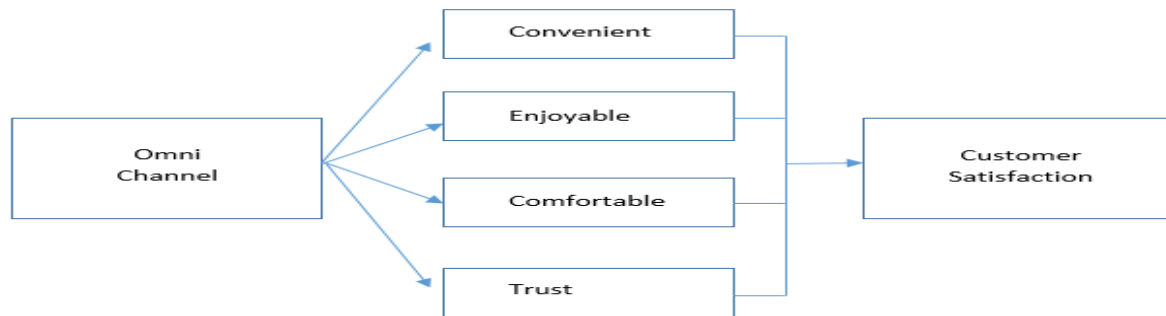 Convenient
Enjoyable
Omni
Channel
Customer
Satisfaction
Comfortable
Trust